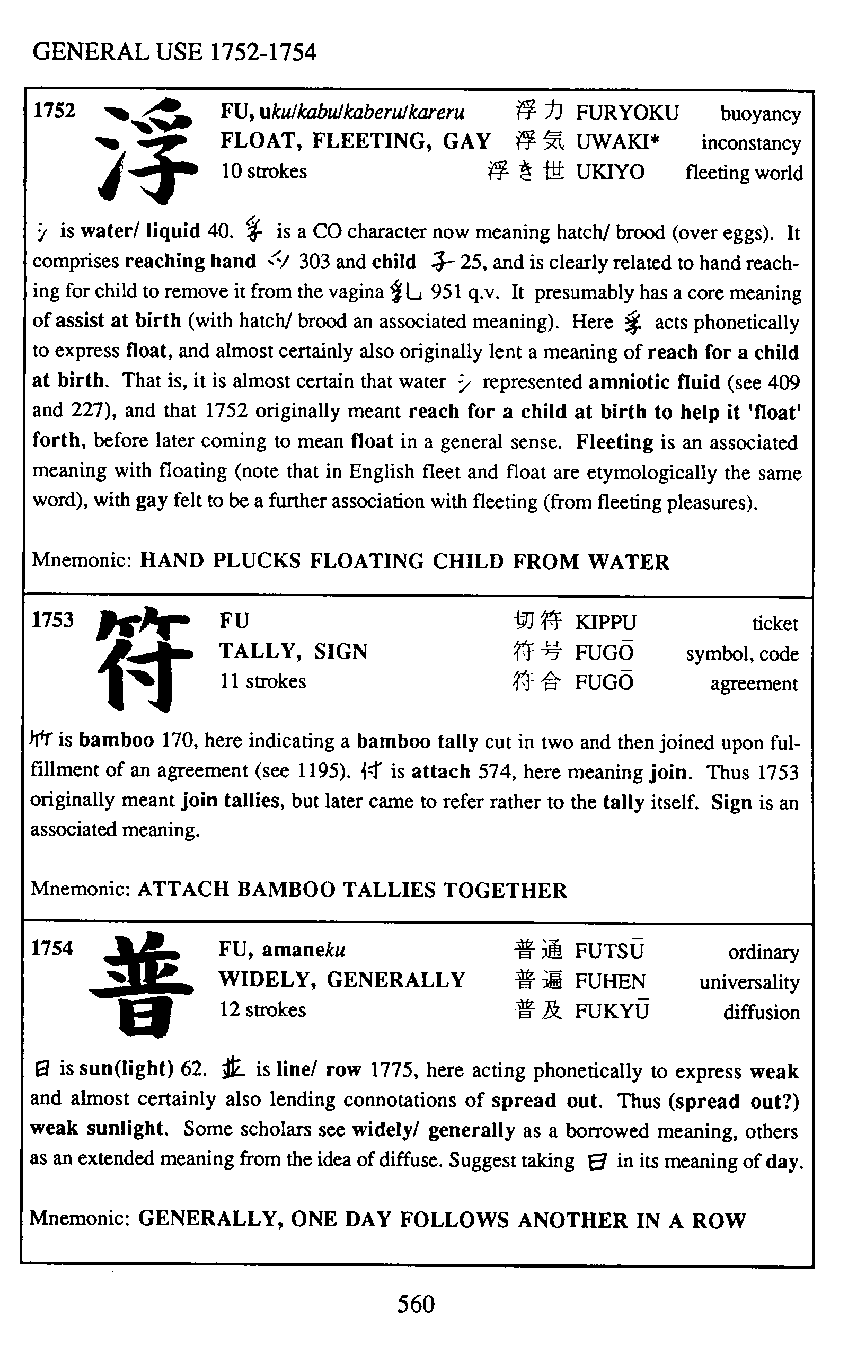 GENERAL USE 1752-1754
1752 浮 FU, uku/kabu/kaberu/kareru 浮力 FURYOKU buoyancy
FLOAT, FLEETING, GAY 浮気 UWAKI* inconstancy
10 strokes 浮き世 UKIYO fleeting world
氵 is water/ liquid 40. 孚 is a CO character now meaning hatch/ brood (over eggs). It
comprises reaching hand 爫 303 and child 子 25, and is clearly related to hand reach-
ing for child to remove it from the vagina 乳 951 q.v. It presumably has a core meaning
of assist at birth (with hatch/ brood an associated meaning). Here 孚 acts phonetically
to express float, and almost certainly also originally lent a meaning of reach for a child
at birth. That is, it is almost certain that water 氵 represented amniotic fluid (see 409
and 227), and that 1752 originally meant reach for a child at birth to help it 'float'
forth, before later coming to mean float in a general sense. Fleeting is an associated
meaning with floating (note that in English fleet and float are etymologically the same
word), with gay felt to be a further association with fleeting (from fleeting pleasures).
Mnemonic: HAND PLUCKS FLOATING CHILD FROM WATER
1753 符 FU 切符 KIPPU ticket
TALLY, SIGN 符号 FUGŌ symbol, code
11 strokes 符合 FUGŌ agreement
竹 is bamboo 170, here indicating a bamboo tally cut in two and then joined upon ful-
fillment of an agreement (see 1195). 付 is attach 574, here meaning join. Thus 1753
originally meant join tallies, but later came to refer rather to the tally itself. Sign is an
associated meaning.
Mnemonic: ATTACH BAMBOO TALLIES TOGETHER
1754 普 FU, amaneku 普通 FUTSŪ ordinary
WIDELY, GENERALLY 普遍 FUHEN universality
12 strokes 普及 FUKYŪ diffusion
日 is sun(light) 62. 並 is line/ row 1775, here acting phonetically to express weak
and almost certainly also lending connotations of spread out. Thus (spread out?)
weak sunlight. Some scholars see widely/ generally as a borrowed meaning, others
as an extended meaning from the idea of diffuse. Suggest taking 日 in its meaning of day.
Mnemonic: GENERALLY, ONE DAY FOLLOWS ANOTHER IN A ROW
560